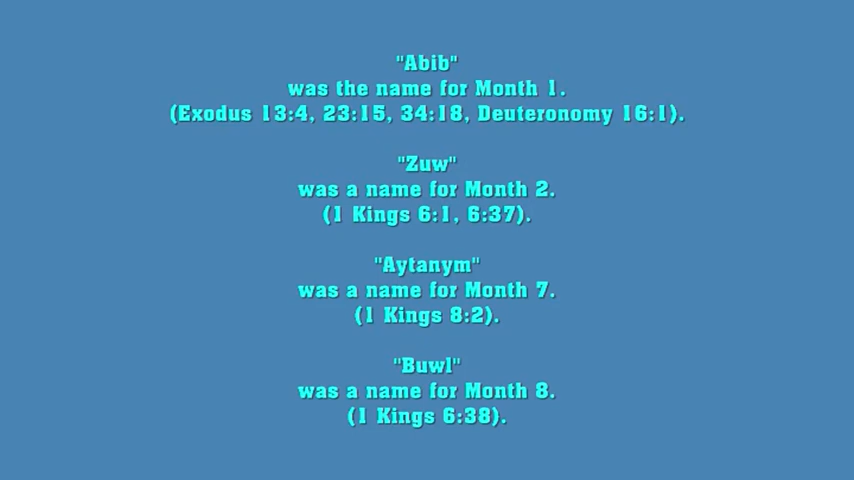 "Abib"
was the name for Month 1.
(Exodus 13:4, 23:15, 34:18, Deuteronomy 16:1).
"Zuw"
was a name for Month 2.
(1 Kings 6:1, 6:37).
"Aytanym"
was a name for Month 7.
(1 Kings 8:2).
"Buwl"
was a name for Month 8.
(1 Kings 6:38).